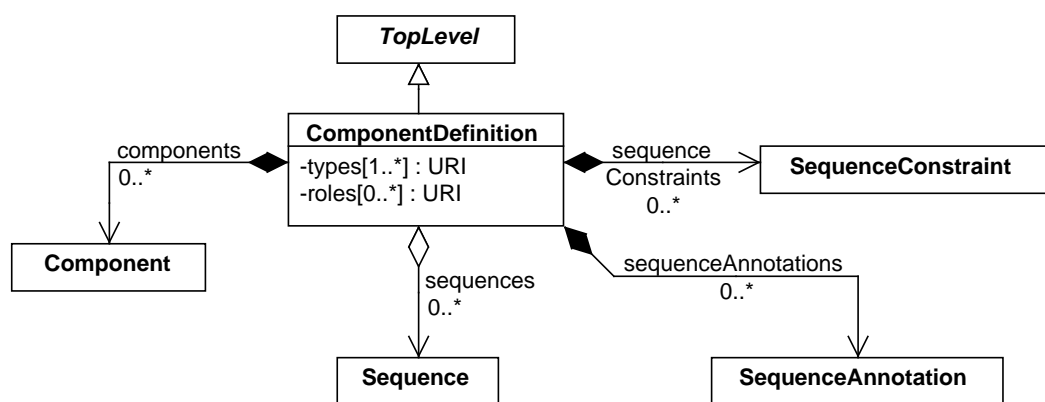 TopLevel
ComponentDefinition
-types[1..*] : URI
-roles[0..*] : URI
components
0..*
sequence
Constraints
0..*
SequenceConstraint
Component
sequences
0..*
sequenceAnnotations
0..*
Sequence
SequenceAnnotation